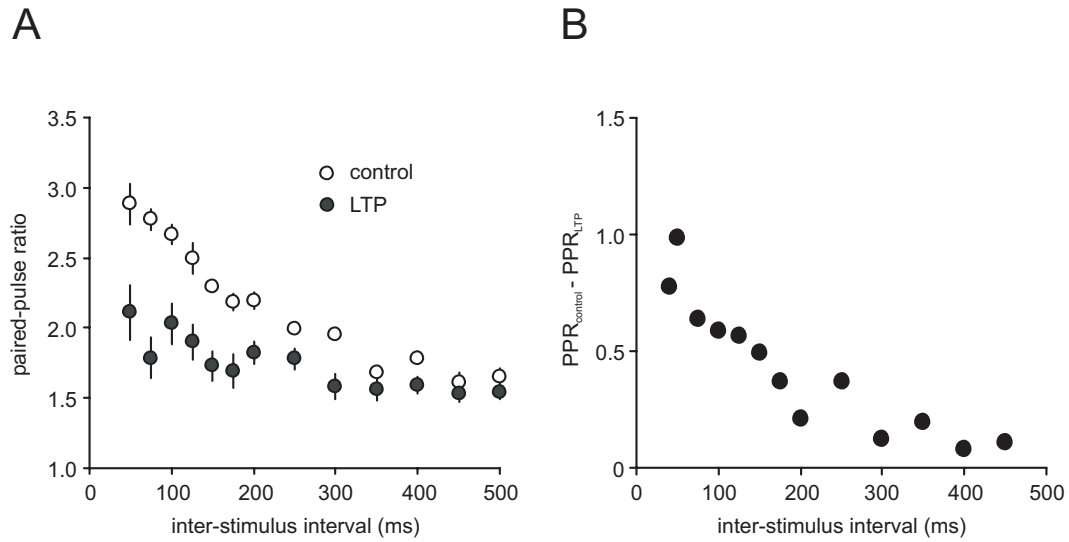 A
3.5
3.0
2.5
2.0
1.5
1.0
paired-pulse ratio
control
LTP
0
100
200
300
400
500
inter-stimulus interval (ms)
B
1.5
1.0
0.5
0
PPRcontrol - PPRLTP
0
100
200
300
400
500
inter-stimulus interval (ms)